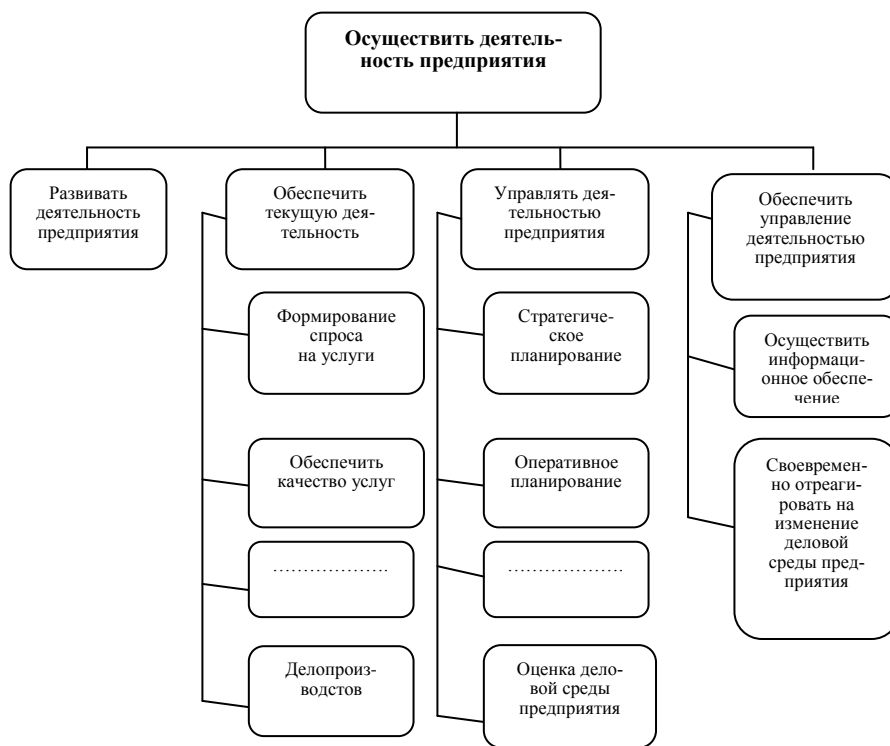 Осуществить деятель-
ность предприятия
Развивать
деятельность
предприятия
Обеспечить
текущую дея-
тельность
Управлять дея-
тельностью
предприятия
Обеспечить
управление
деятельностью
предприятия
Формирование
спроса
на услуги
Стратегиче-
ское
планирование
Осуществить
информаци-
онное обеспе-
чение
Обеспечить
качество услуг
Оперативное
планирование
Своевремен-
но отреаги-
ровать на
изменение
деловой
среды пред-
приятия
……………….
……………….
Делопроиз-
водстов
Оценка дело-
вой среды
предприятия